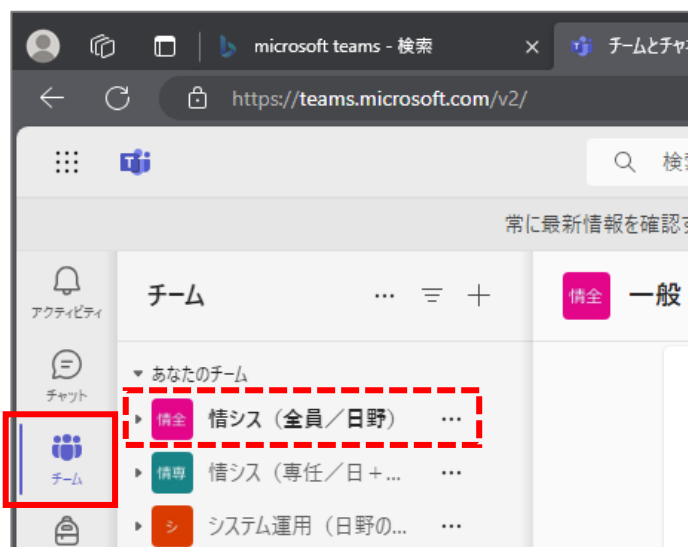 microsoft teams - 検索
チームとチャネ
https://teams.microsoft.com/v2/
検索
常に最新情報を確認す
アクティビティ
チーム
情全
一般
チャット
あなたのチーム
情全 情シス（全員／日野）
チーム
情専 情シス（専任／日＋...
シ システム運用（日野の...